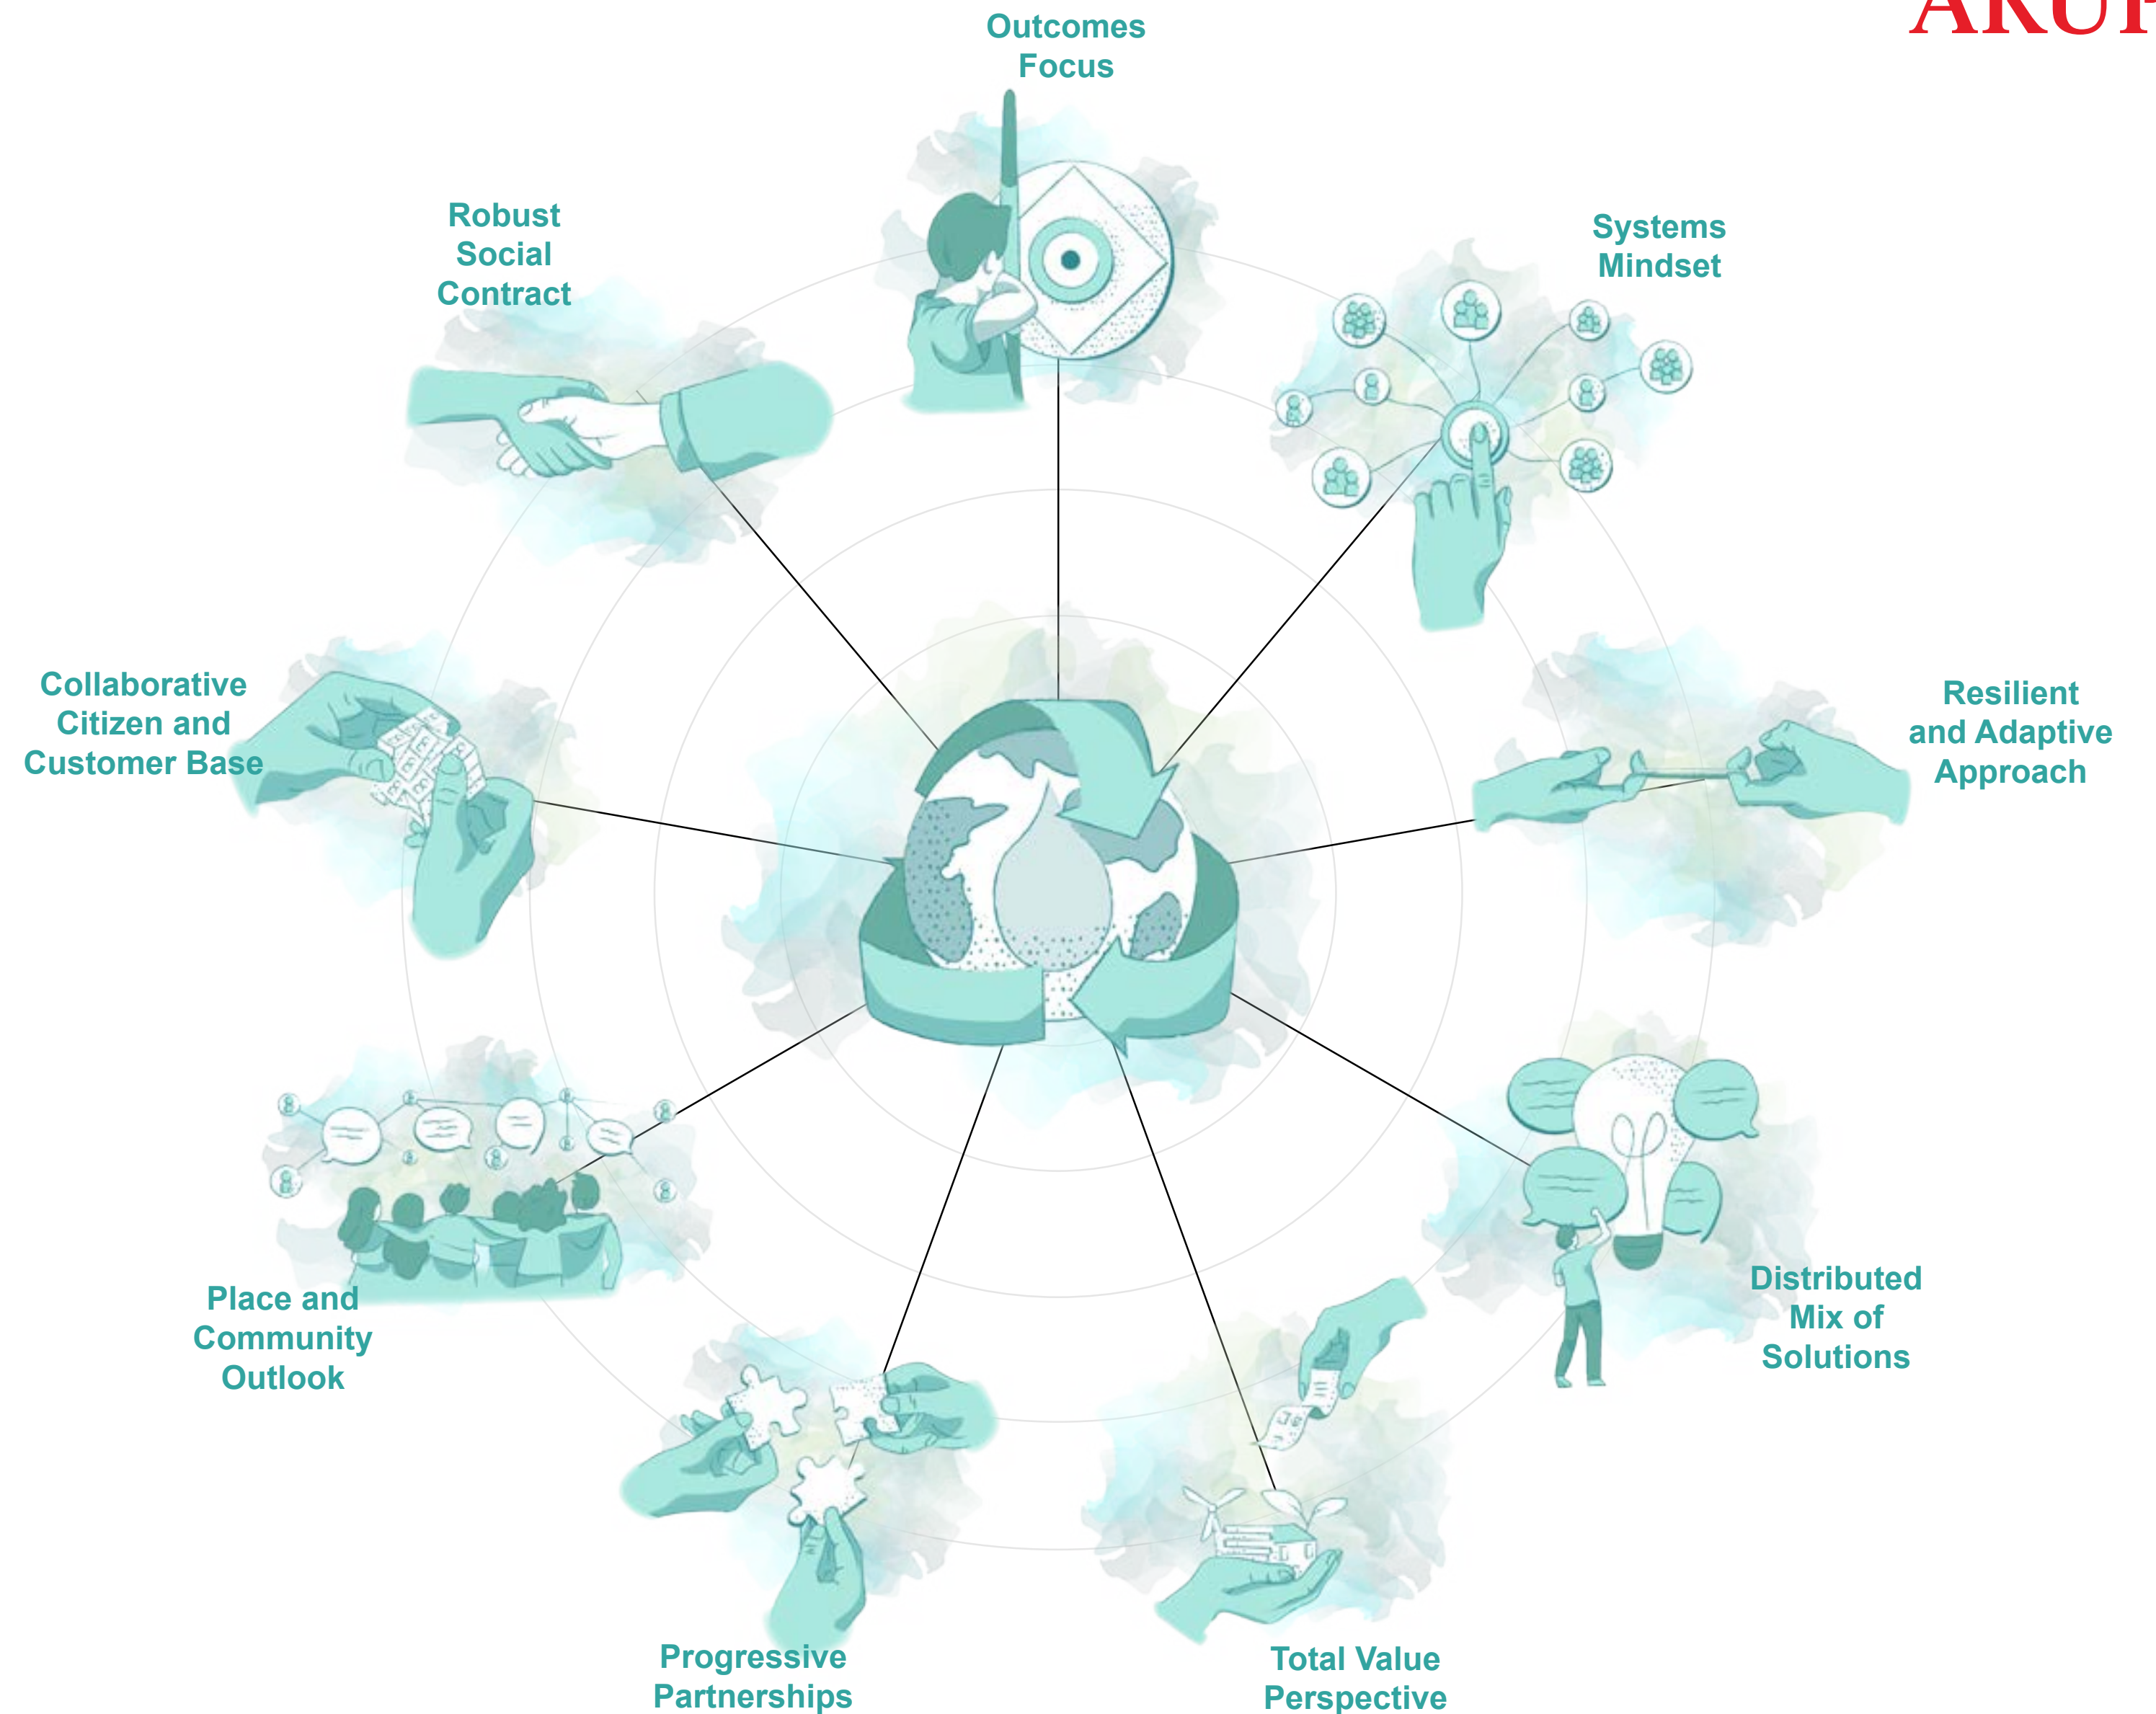 ARUP
Outcomes
Focus
Robust
Social
Contract
Systems
Mindset
Collaborative
Citizen and
Customer Base
Resilient
and Adaptive
Approach
Place and
Community
Outlook
Distributed
Mix of
Solutions
Progressive
Partnerships
Total Value
Perspective